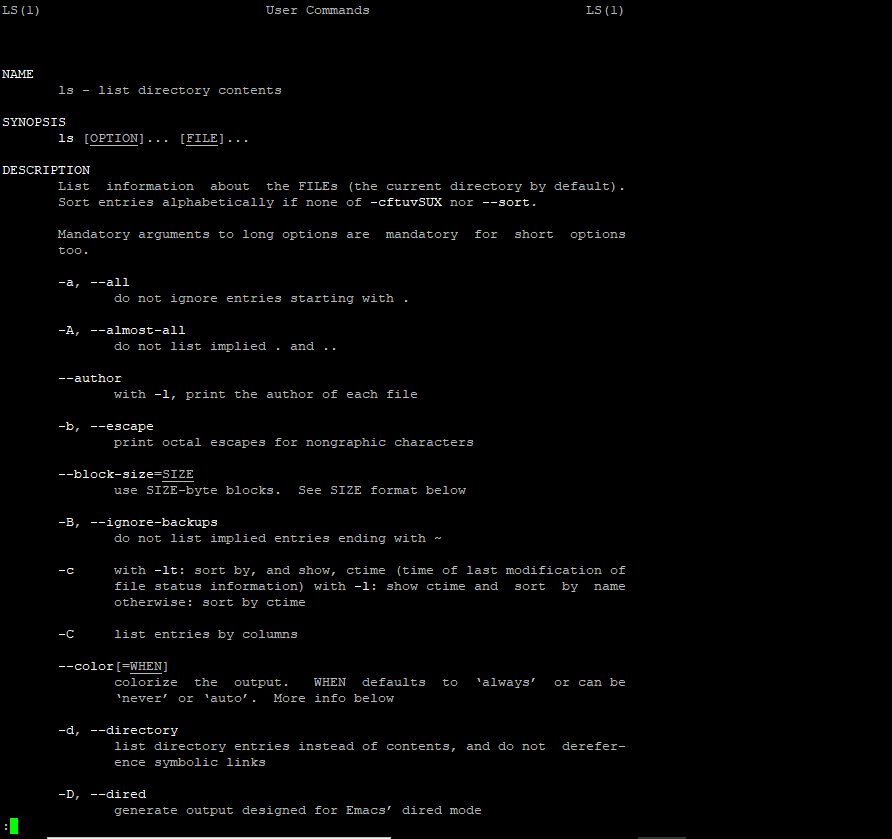 LS(1) User Commands LS(1)
NAME
ls - list directory contents
SYNOPSIS
ls [OPTION]... [FILE]...
DESCRIPTION
List information about the FILEs (the current directory by default).
Sort entries alphabetically if none of -cftuvSUX nor --sort.
Mandatory arguments to long options are mandatory for short options
too.
-a, --all
do not ignore entries starting with .
-A, --almost-all
do not list implied . and ..
--author
with -l, print the author of each file
-b, --escape
print octal escapes for nongraphic characters
--block-size=SIZE
use SIZE-byte blocks. See SIZE format below
-B, --ignore-backups
do not list implied entries ending with ~
-c with -lt: sort by, and show, ctime (time of last modification of
file status information) with -l: show ctime and sort by name
otherwise: sort by ctime
-C list entries by columns
--color[=WHEN]
colorize the output. WHEN defaults to ‘always’ or can be
‘never’ or ‘auto’. More info below
-d, --directory
list directory entries instead of contents, and do not derefer-
ence symbolic links
-D, --dired
generate output designed for Emacs’ dired mode
: